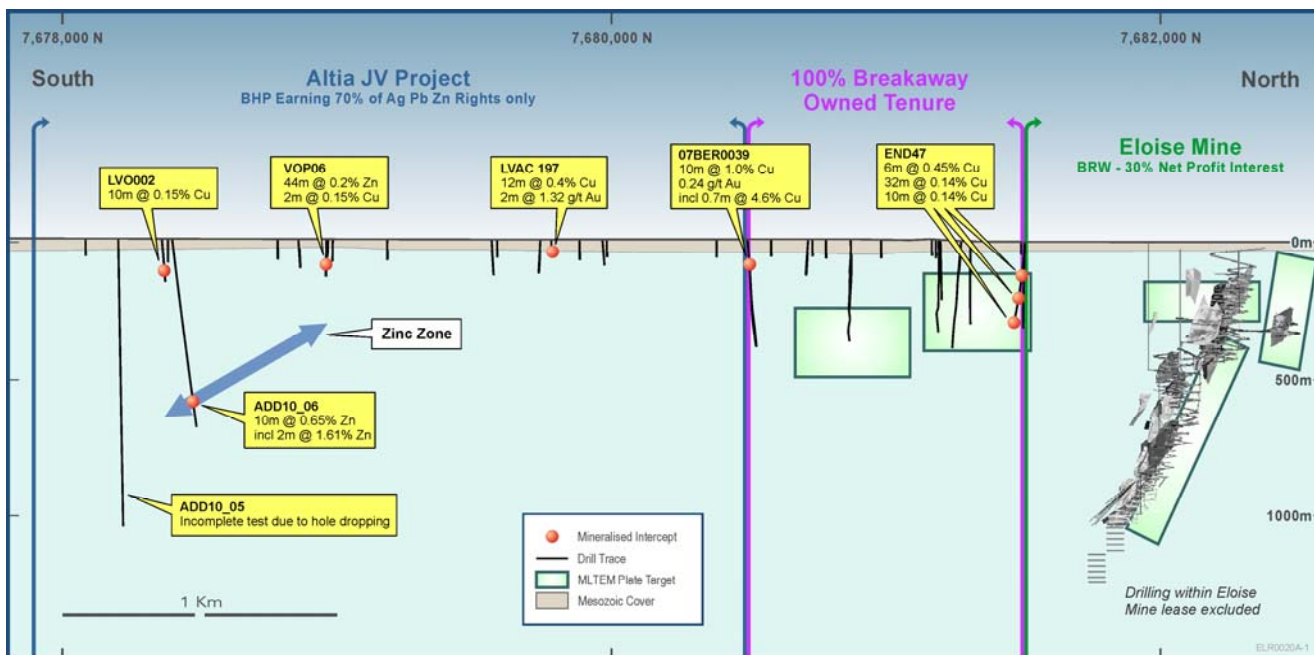 7,678,000 N
7,680,000 N
7,682,000 N
South
Altia JV Project
BHP Earning 70% of Ag Pb Zn Rights only
100% Breakaway
Owned Tenure
North
Eloise Mine
BRW - 30% Net Profit Interest
LVO002
10m @ 0.15% Cu
VOP06
44m @ 0.2% Zn
2m @ 0.15% Cu
LVAC 197
12m @ 0.4% Cu
2m @ 1.32 g/t Au
07BER0039
10m @ 1.0% Cu
0.24 g/t Au
incl 0.7m @ 4.6% Cu
END47
6m @ 0.45% Cu
32m @ 0.14% Cu
10m @ 0.14% Cu
0m
Zinc Zone
500m
ADD10_06
10m @ 0.65% Zn
incl 2m @ 1.61% Zn
ADD10_05
Incomplete test due to hole dropping
1000m
Mineralised Intercept
Drill Trace
MLTEM Plate Target
Mesozoic Cover
1 Km
Drilling within Eloise
Mine lease excluded
ELR0020A-1